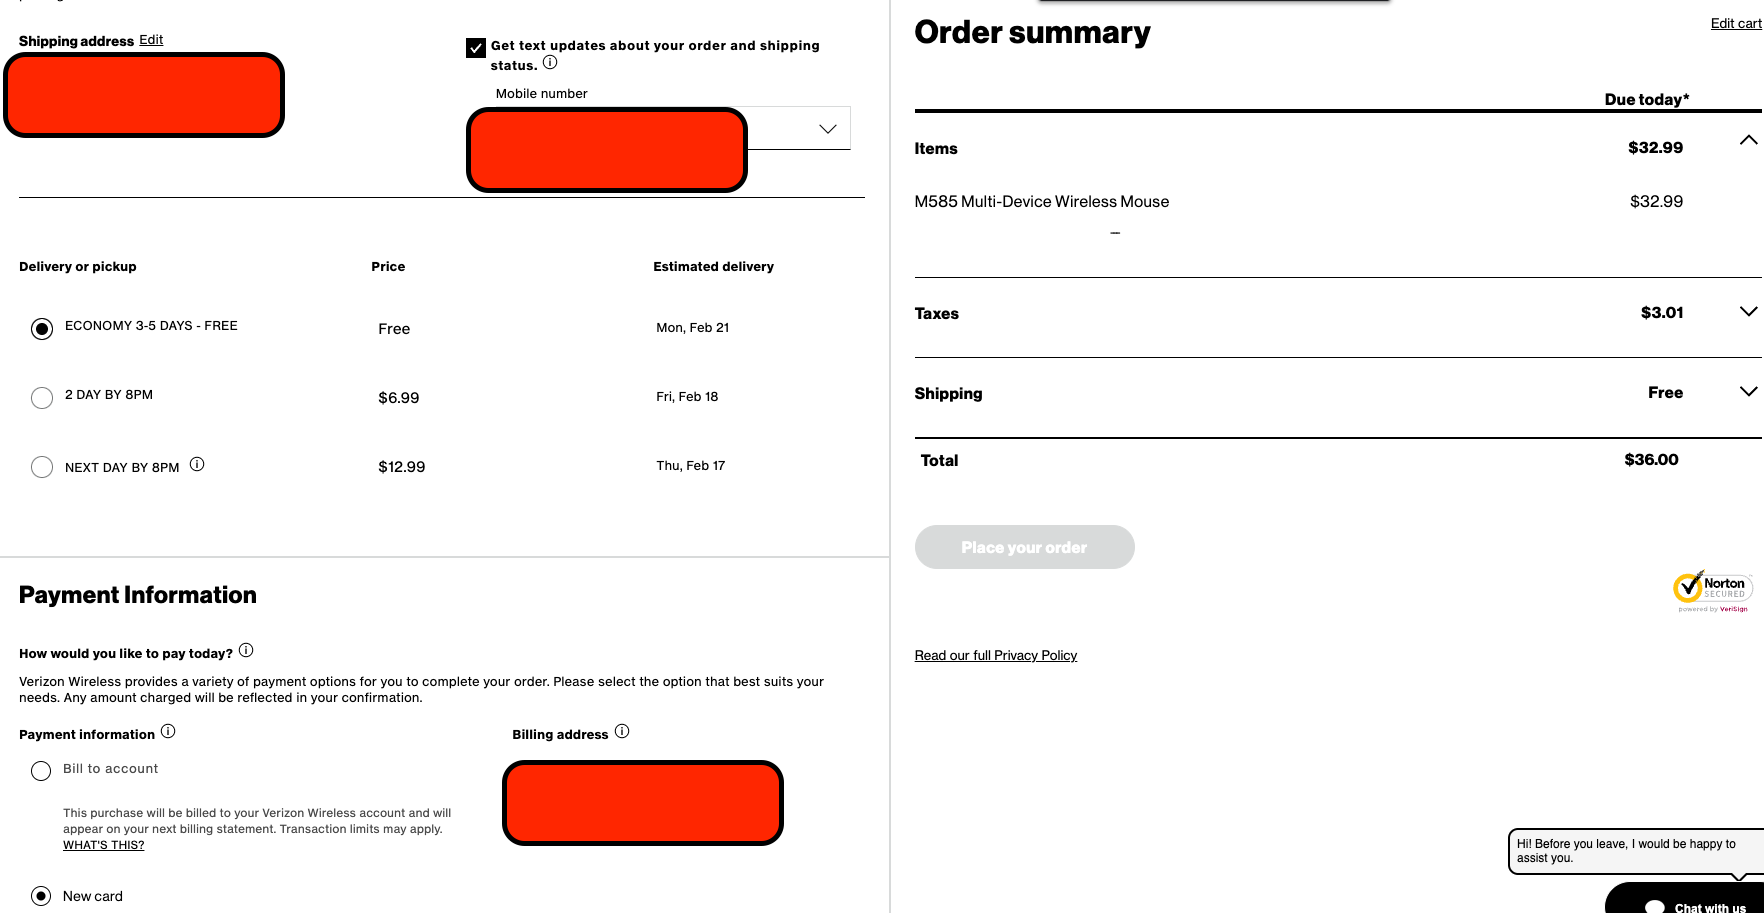 Shipping address Edit
Get text updates about your order and shipping
status.
Mobile number
Delivery or pickup Price Estimated delivery
ECONOMY 3-5 DAYS - FREE Free Mon, Feb 21
2 DAY BY 8PM $6.99 Fri, Feb 18
NEXT DAY BY 8PM $12.99 Thu, Feb 17
Payment Information
How would you like to pay today?
Verizon Wireless provides a variety of payment options for you to complete your order. Please select the option that best suits your
needs. Any amount charged will be reflected in your confirmation.
Payment information
Billing address
Bill to account
This purchase will be billed to your Verizon Wireless account and will
appear on your next billing statement. Transaction limits may apply.
WHAT'S THIS?
New card
Order summary
Edit cart
Due today*
Items $32.99
M585 Multi-Device Wireless Mouse $32.99
Taxes $3.01
Shipping Free
Total $36.00
Place your order
Norton
SECURED
powered by VeriSign
Read our full Privacy Policy
Hi! Before you leave, I would be happy to
assist you.
Chat with us